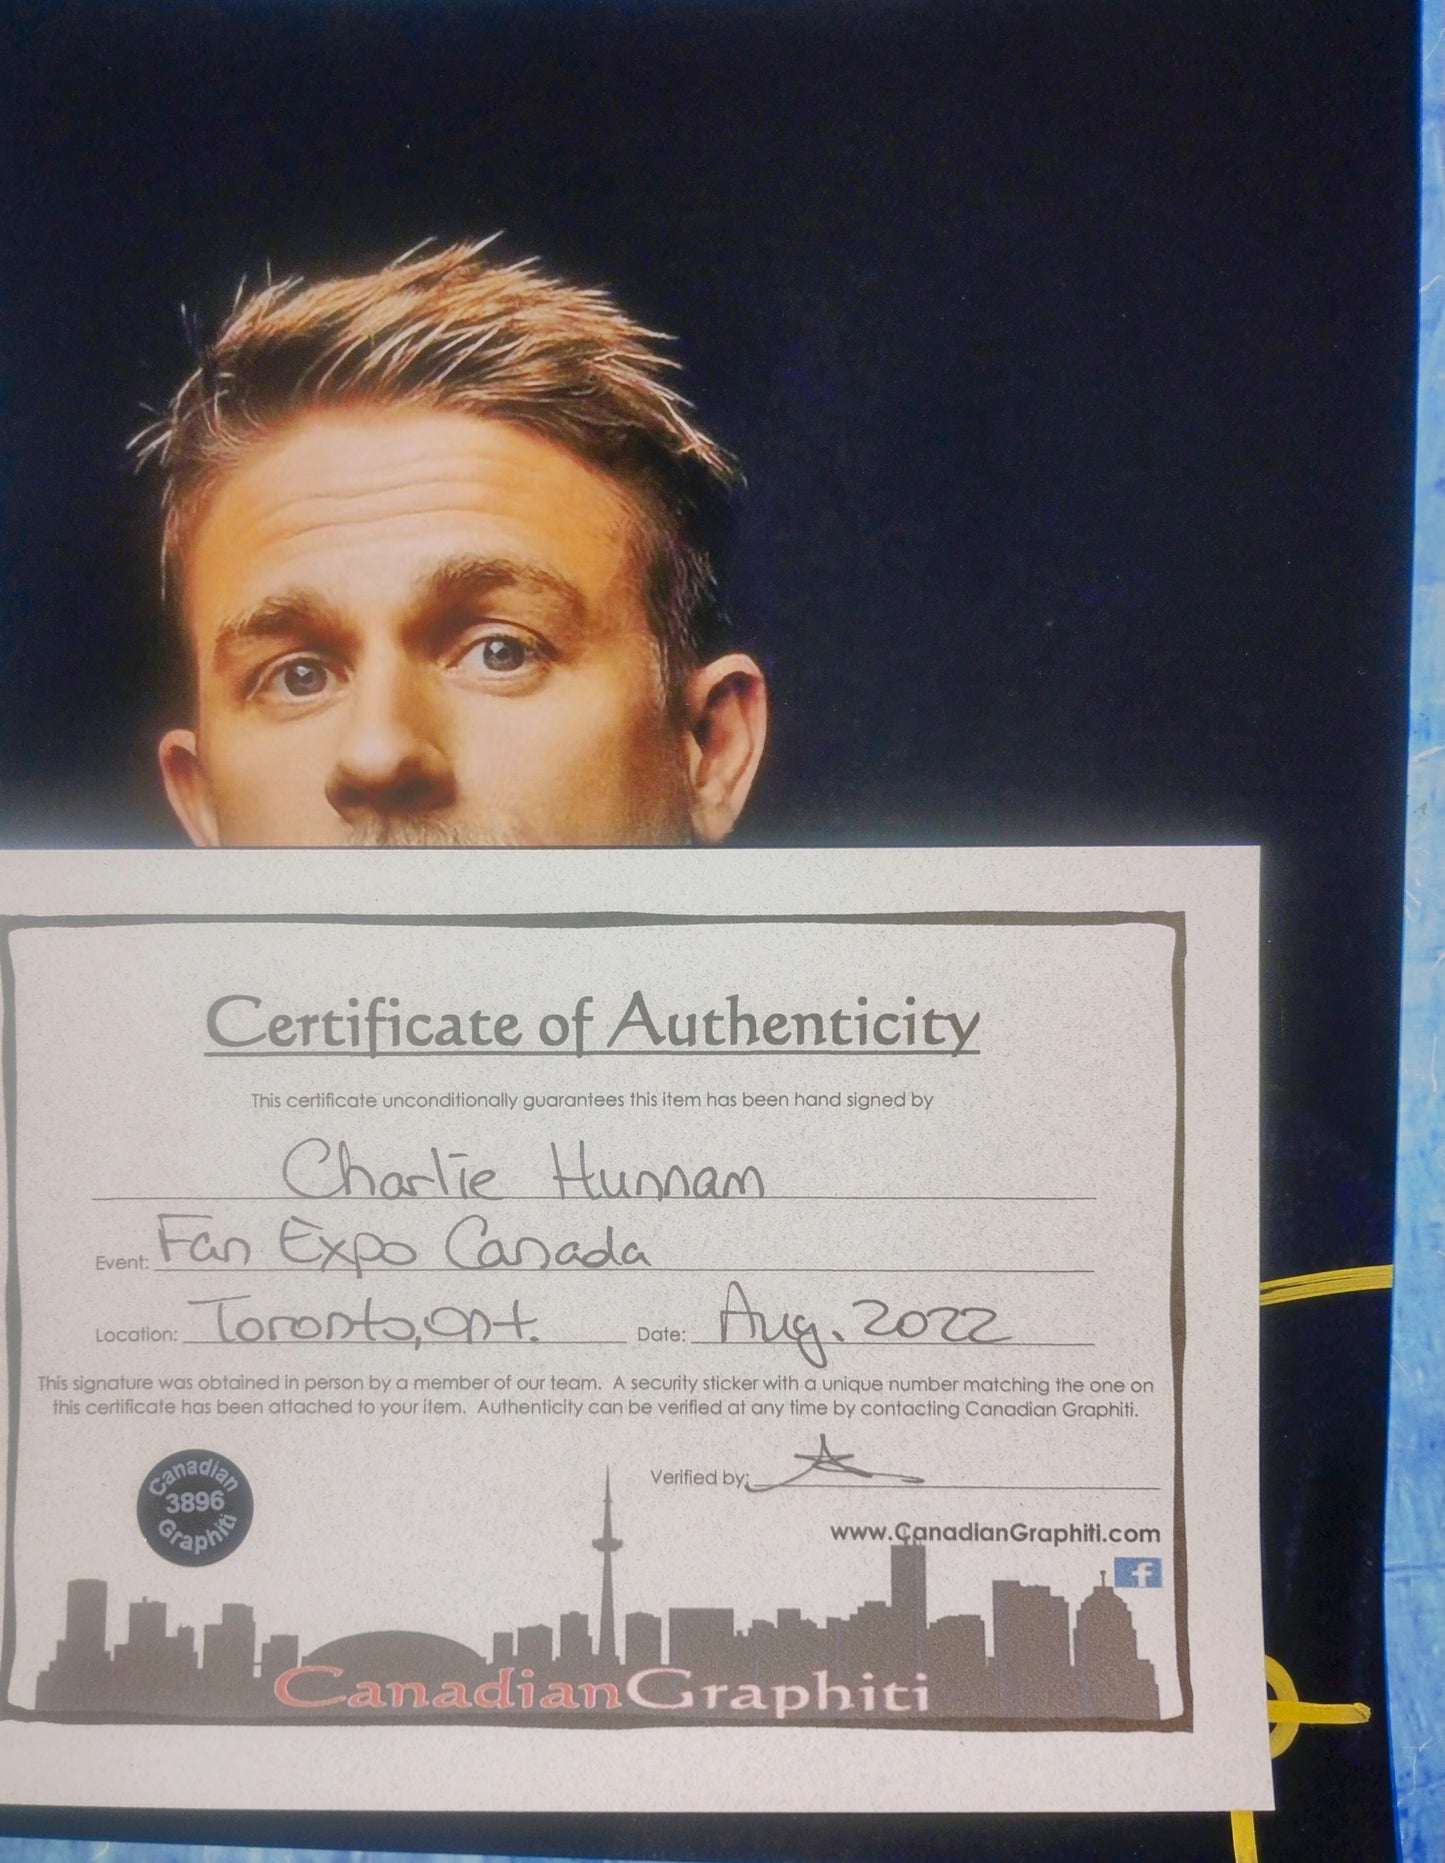 Certificate of Authenticity
This certificate unconditionally guarantees this item has been hand signed by
Charlie Hunnam
Event: Fan Expo Canada
Location: Toronto, Ont. Date: Aug. 2022
This signature was obtained in person by a member of our team. A security sticker with a unique number matching the one on
this certificate has been attached to your item. Authenticity can be verified at any time by contacting Canadian Graphiti.
Verified by:
Canadian
3896
Graphiti
www.CanadianGraphiti.com
f
CanadianGraphiti